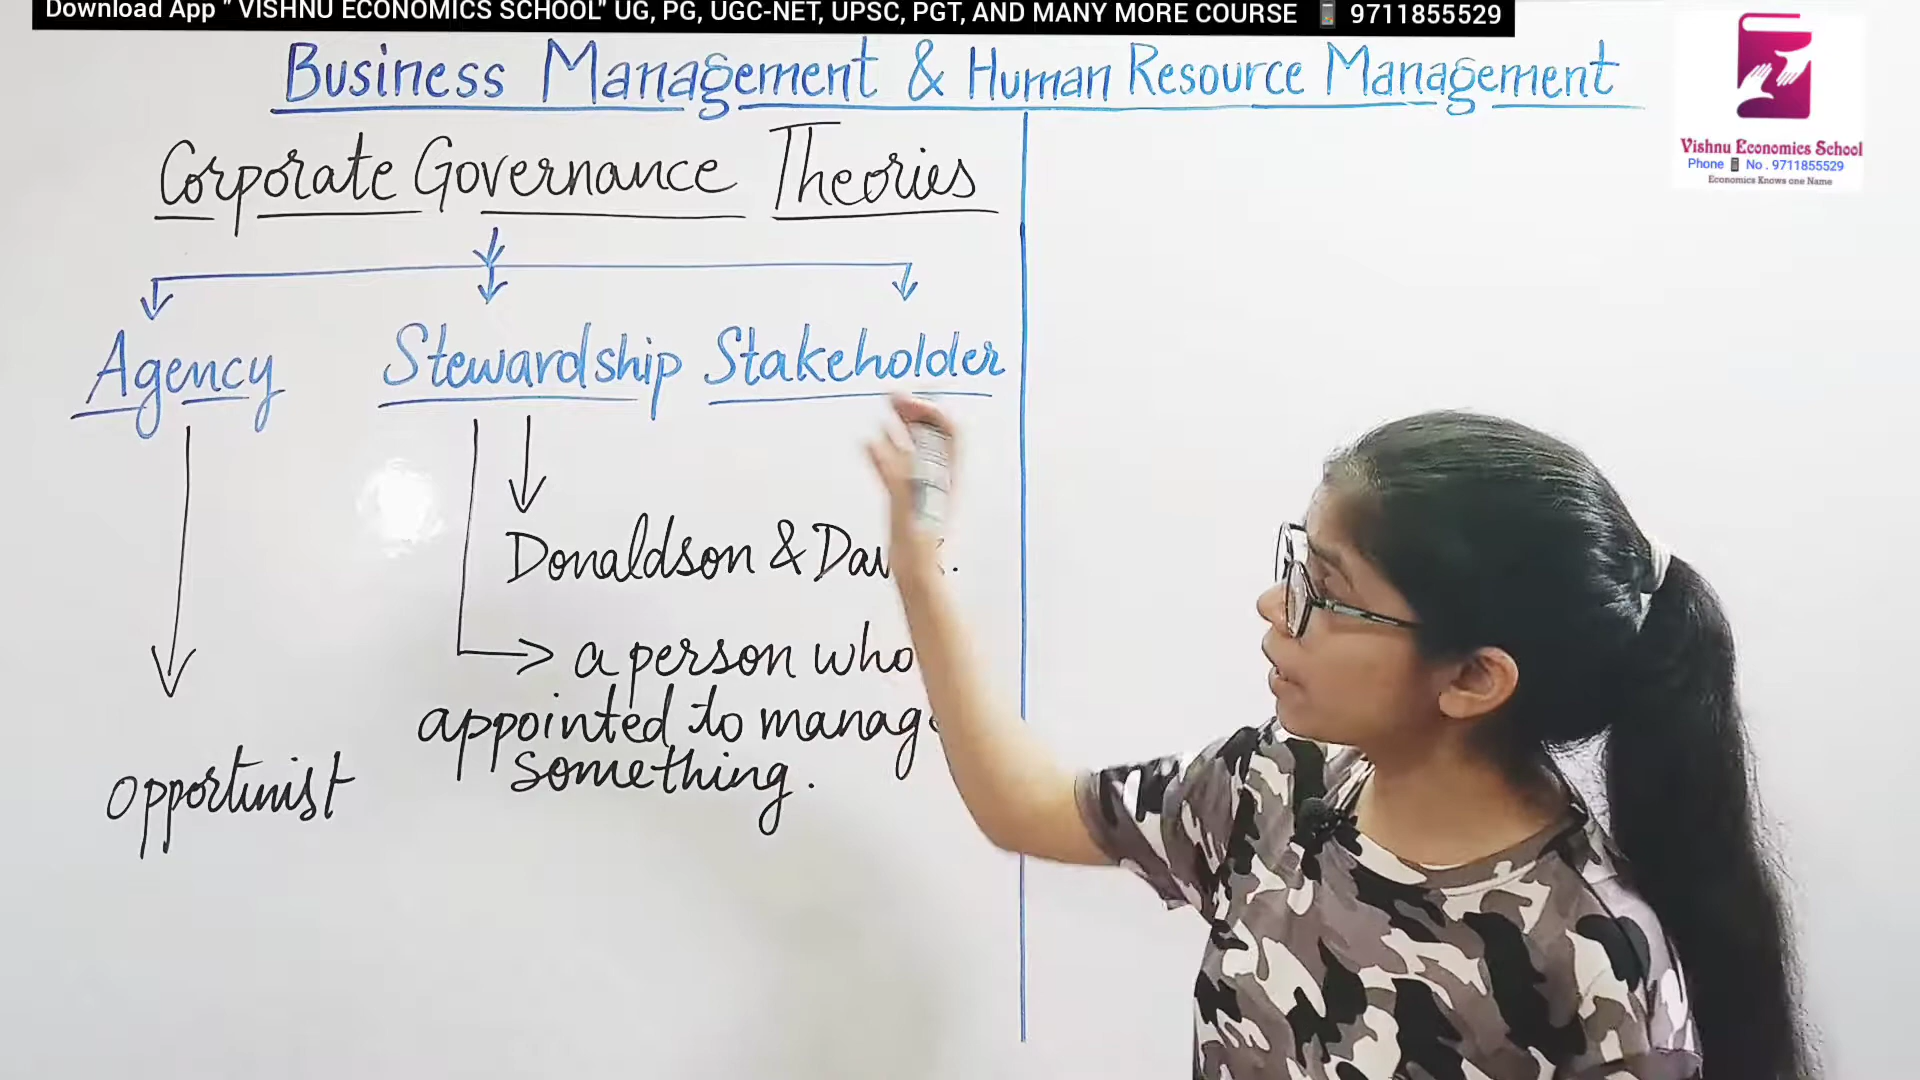 Download App " VISHNU ECONOMICS SCHOOL" UG, PG, UGC-NET, UPSC, PGT, AND MANY MORE COURSE 9711855529
Business Management & Human Resource Management
Vishnu Economics School
Phone No. 9711855529
Economics Knows one Name
Corporate Governance Theories
Agency Stewardship Stakeholder
Donaldson &
a person who
appointed to
something.
opportunist